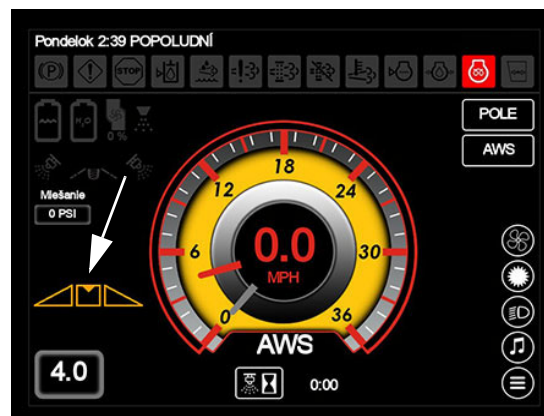 Pondelok 2:39 POPOLUDNÍ
(P)
STOP
H₂O
0 %
POLE
AWS
Miešanie
0 PSI
0
6
12
18
24
30
36
0.0
MPH
AWS
4.0
0:00